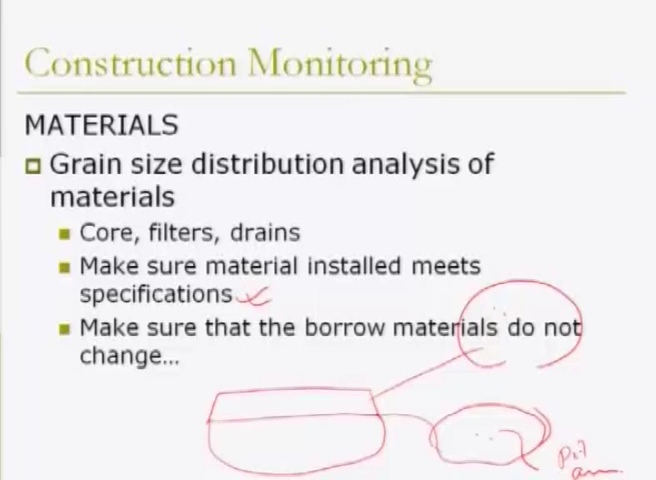 Construction Monitoring
MATERIALS
Grain size distribution analysis of
materials
Core, filters, drains
Make sure material installed meets
specifications
Make sure that the borrow materials do not
change...